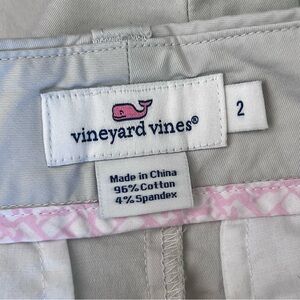 vineyard vines®
2
Made in China
96% Cotton
4% Spandex